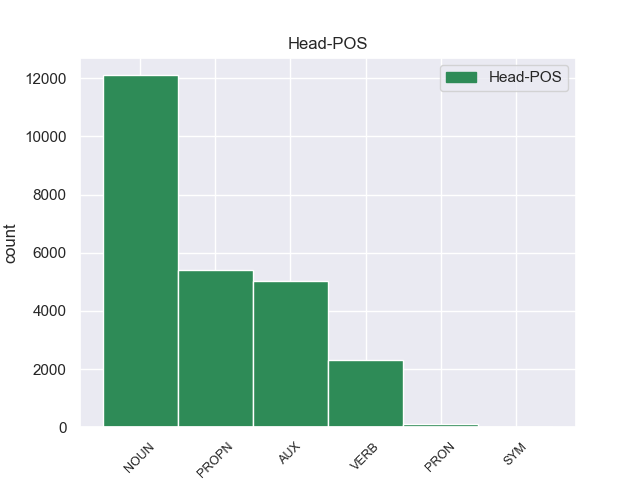 Head-POS
Head-POS
count
12000
10000
8000
6000
4000
2000
0
NOUN
PROPN
AUX
VERB
PRON
SYM